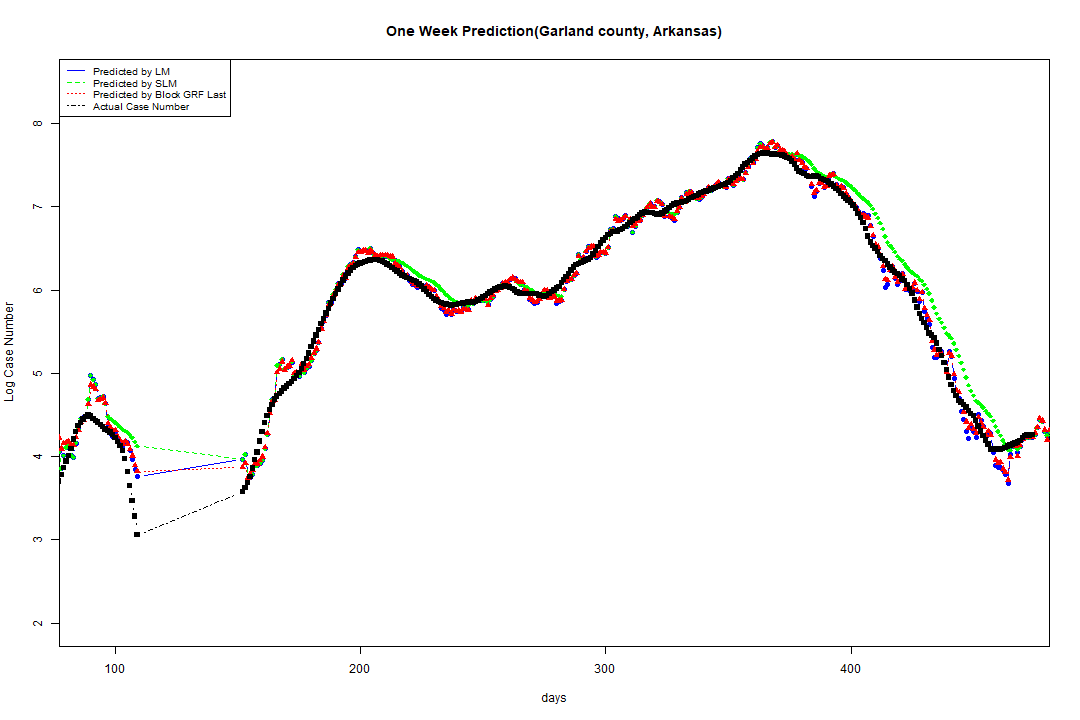 One Week Prediction(Garland county, Arkansas)
Predicted by LM
Predicted by SLM
Predicted by Block GRF Last
Actual Case Number
8
7
6
5
4
3
2
Log Case Number
100 200 300 400
days